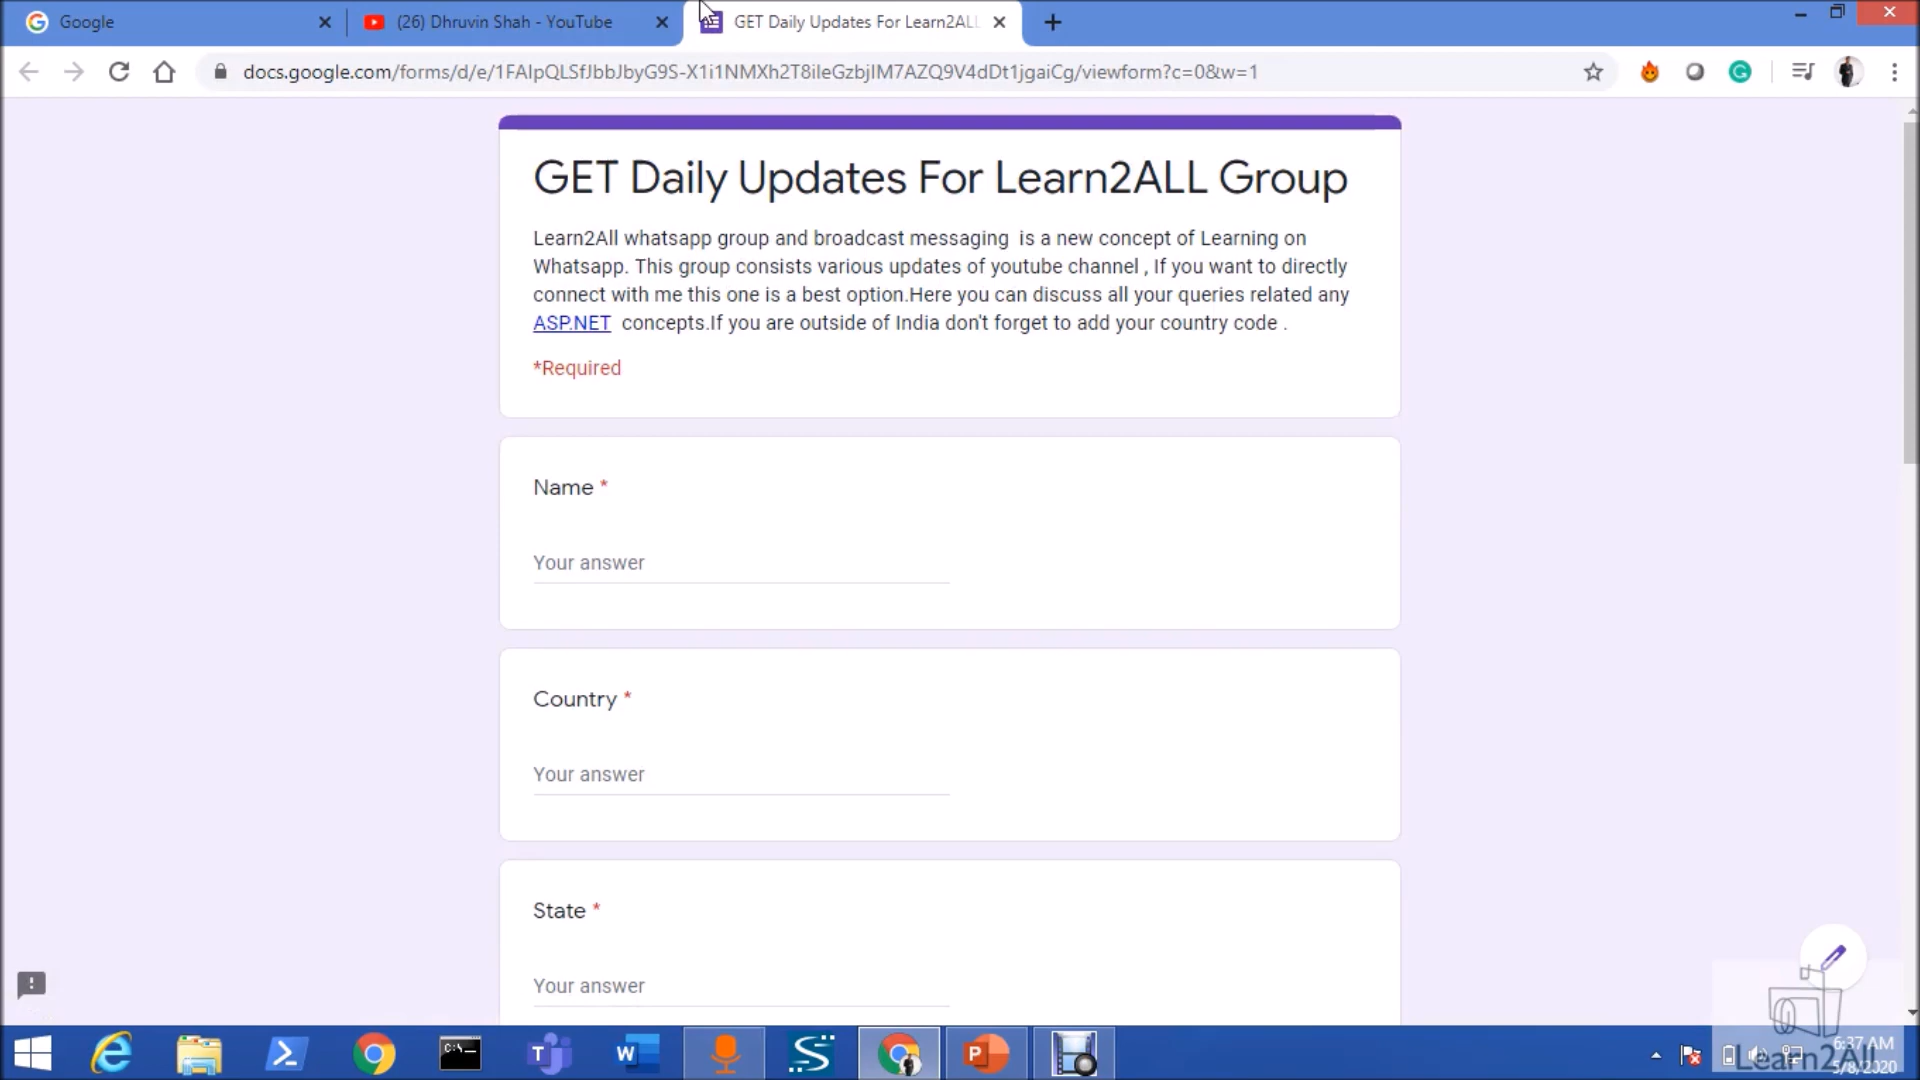 Google
(26) Dhruvin Shah - YouTube
GET Daily Updates For Learn2ALL
docs.google.com/forms/d/e/1FAIpQLSfJbbJbyG9S-X1i1NMXh2T8ileGzbjIM7AZQ9V4dDt1jgaiCg/viewform?c=0&w=1
GET Daily Updates For Learn2ALL Group
Learn2All whatsapp group and broadcast messaging  is a new concept of Learning on
Whatsapp. This group consists various updates of youtube channel , If you want to directly
connect with me this one is a best option.Here you can discuss all your queries related any
ASP.NET  concepts.If you are outside of India don't forget to add your country code .
*Required
Name *
Your answer
Country *
Your answer
State *
Your answer
6:37 AM
Learn2All
5/8/2020